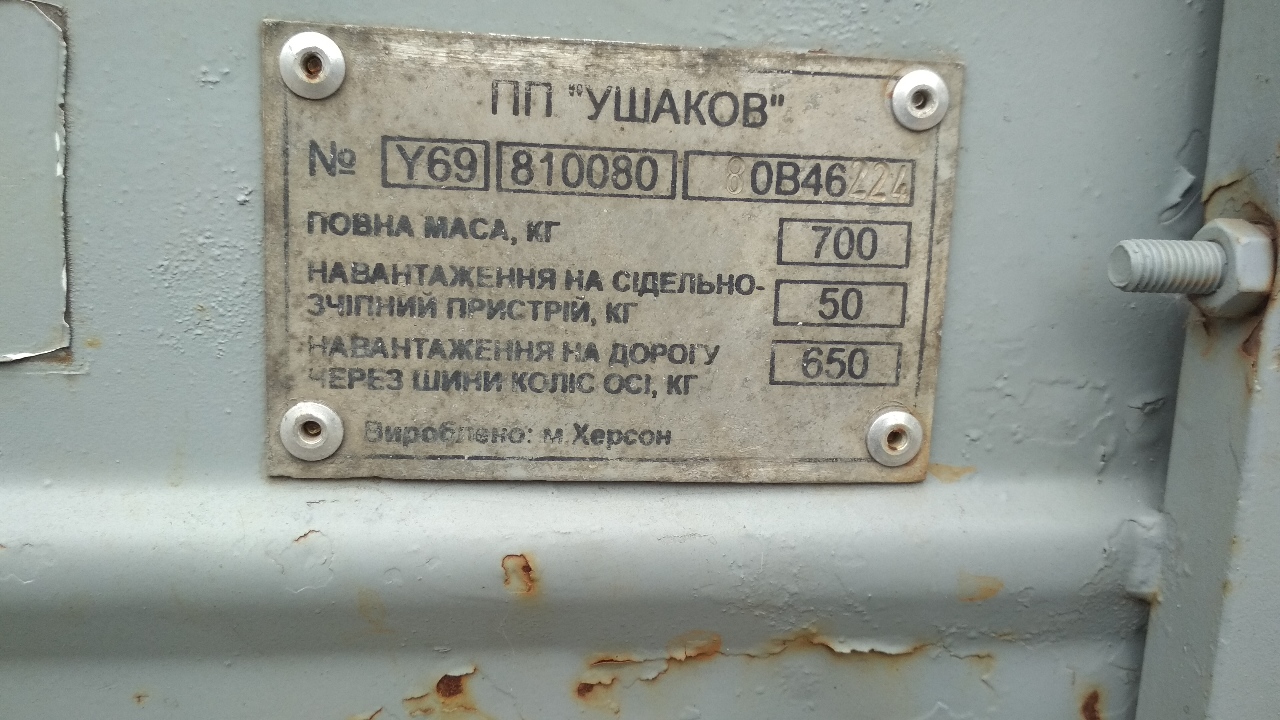 ПП "УШАКОВ"
№ Y69 810080 80B46224
ПОВНА МАСА, КГ 700
НАВАНТАЖЕННЯ НА СІДЕЛЬНО-
ЗЧІПНИЙ ПРИСТРІЙ, КГ 50
НАВАНТАЖЕННЯ НА ДОРОГУ
ЧЕРЕЗ ШИНИ КОЛІС ОСІ, КГ 650
Вироблено: м.Херсон